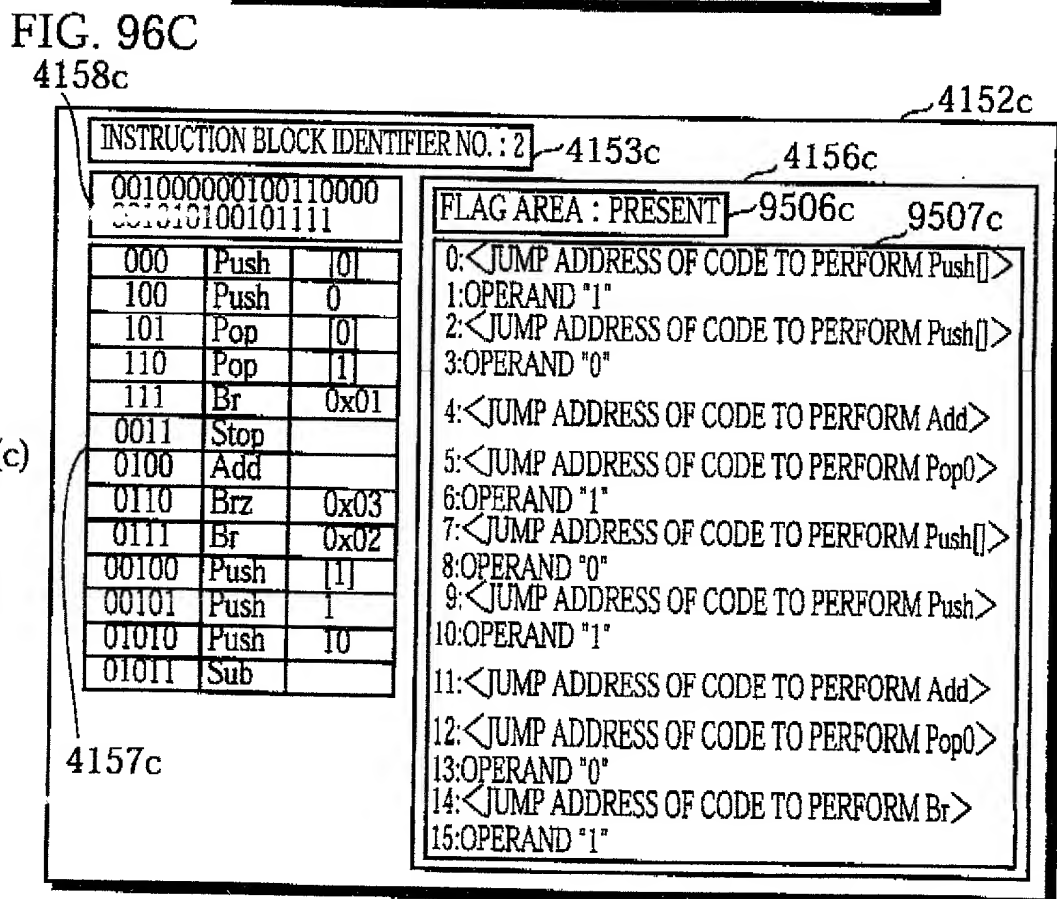 FIG. 96C
4158c
4152c
INSTRUCTION BLOCK IDENTIFIER NO. : 2
4153c
4156c
001000000100110000
001010100101111
FLAG AREA : PRESENT
9506c
9507c
(c)
000 Push [0]
100 Push 0
101 Pop [0]
110 Pop [1]
111 Br 0x01
0011 Stop
0100 Add
0110 Brz 0x03
0111 Br 0x02
00100 Push [1]
00101 Push 1
01010 Push 10
01011 Sub
4157c
0:<JUMP ADDRESS OF CODE TO PERFORM Push[]>
1:OPERAND "1"
2:<JUMP ADDRESS OF CODE TO PERFORM Push[]>
3:OPERAND "0"
4:<JUMP ADDRESS OF CODE TO PERFORM Add>
5:<JUMP ADDRESS OF CODE TO PERFORM Pop0>
6:OPERAND "1"
7:<JUMP ADDRESS OF CODE TO PERFORM Push[]>
8:OPERAND "0"
9:<JUMP ADDRESS OF CODE TO PERFORM Push>
10:OPERAND "1"
11:<JUMP ADDRESS OF CODE TO PERFORM Add>
12:<JUMP ADDRESS OF CODE TO PERFORM Pop0>
13:OPERAND "0"
14:<JUMP ADDRESS OF CODE TO PERFORM Br>
15:OPERAND "1"